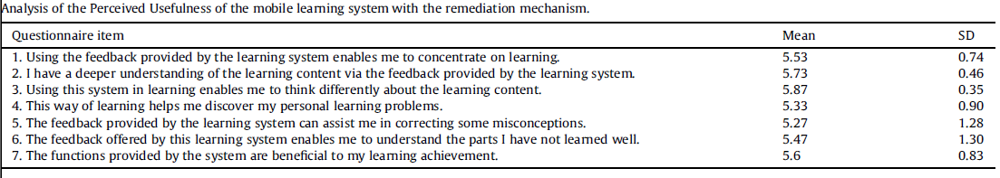 Analysis of the Perceived Usefulness of the mobile learning system with the remediation mechanism.
Questionnaire item Mean SD
1. Using the feedback provided by the learning system enables me to concentrate on learning. 5.53 0.74
2. I have a deeper understanding of the learning content via the feedback provided by the learning system. 5.73 0.46
3. Using this system in learning enables me to think differently about the learning content. 5.87 0.35
4. This way of learning helps me discover my personal learning problems. 5.33 0.90
5. The feedback provided by the learning system can assist me in correcting some misconceptions. 5.27 1.28
6. The feedback offered by this learning system enables me to understand the parts I have not learned well. 5.47 1.30
7. The functions provided by the system are beneficial to my learning achievement. 5.6 0.83